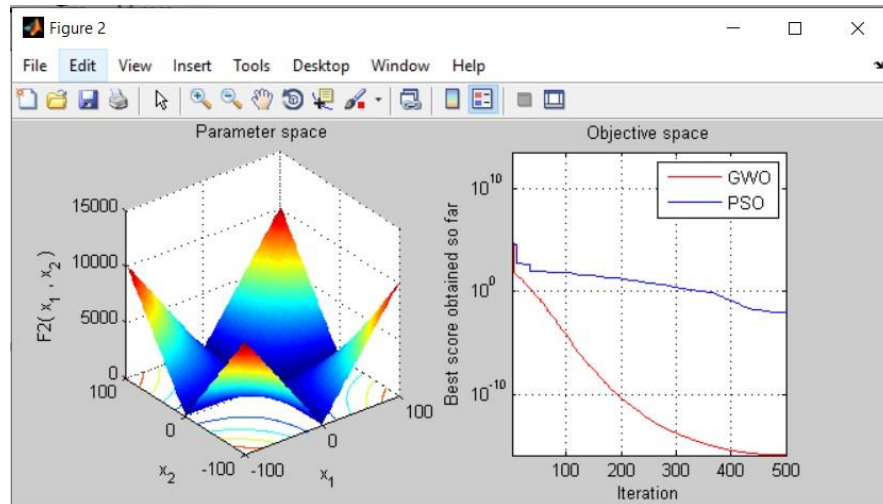 Figure 2
File Edit View Insert Tools Desktop Window Help
Parameter space
15000
10000
5000
0
F2( x1 , x2 )
100
0
-100
x2
-100
0
100
x1
Objective space
10^10
10^0
10^-10
Best score obtained so far
GWO
PSO
100 200 300 400 500
Iteration